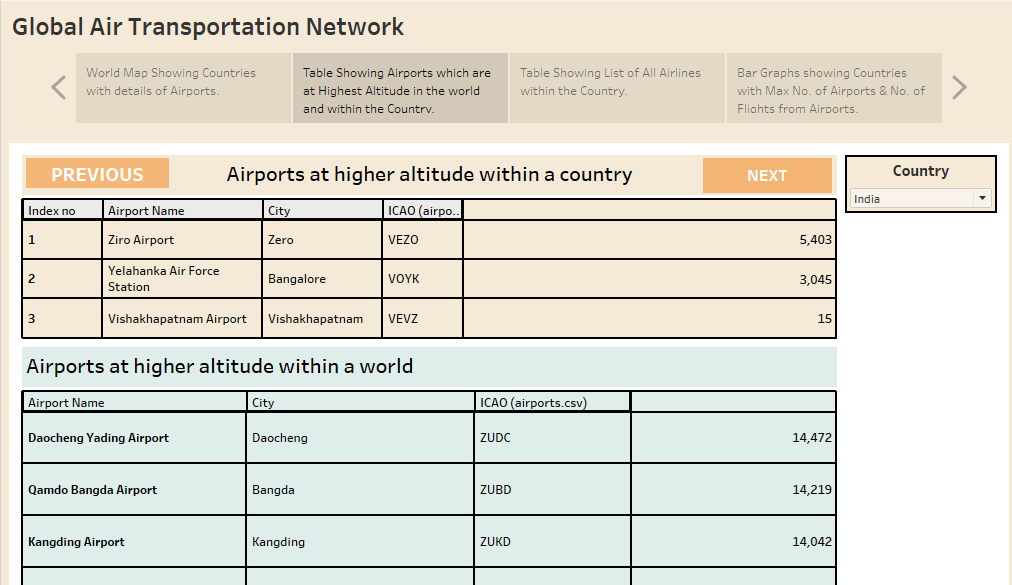 Global Air Transportation Network
World Map Showing Countries
with details of Airports.
Table Showing Airports which are
at Highest Altitude in the world
and within the Country.
Table Showing List of All Airlines
within the Country.
Bar Graphs showing Countries
with Max No. of Airports & No. of
Flights from Airports.
PREVIOUS
Airports at higher altitude within a country
NEXT
Country
India
Index no Airport Name City ICAO (airpo..
1 Ziro Airport Zero VEZO 5,403
2 Yelahanka Air Force
Station Bangalore VOYK 3,045
3 Vishakhapatnam Airport Vishakhapatnam VEVZ 15
Airports at higher altitude within a world
Airport Name City ICAO (airports.csv)
Daocheng Yading Airport Daocheng ZUDC 14,472
Qamdo Bangda Airport Bangda ZUBD 14,219
Kangding Airport Kangding ZUKD 14,042